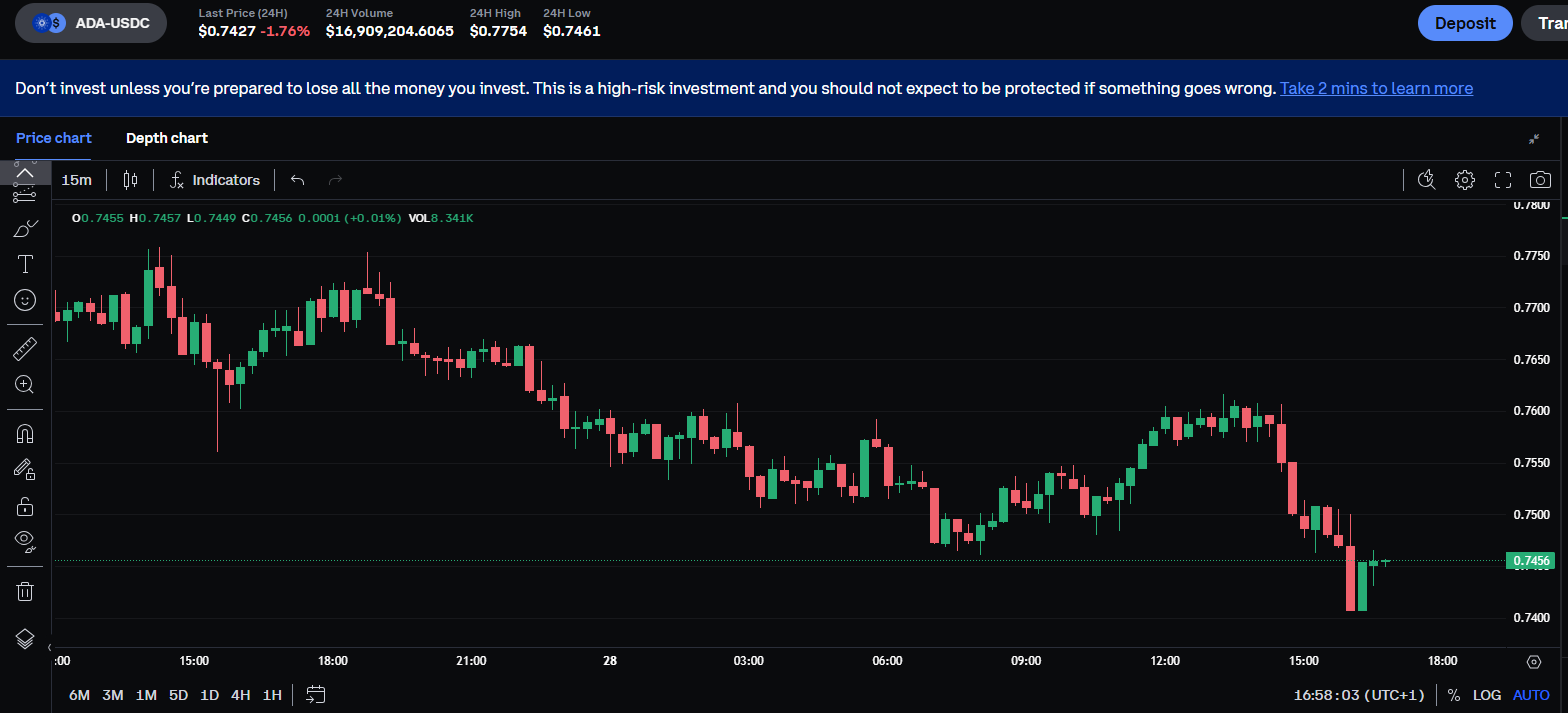 ADA-USDC
Last Price (24H) 24H Volume 24H High 24H Low
$0.7427 -1.76% $16,909,204.6065 $0.7754 $0.7461
Deposit
Tran
Don't invest unless you're prepared to lose all the money you invest. This is a high-risk investment and you should not expect to be protected if something goes wrong. Take 2 mins to learn more
Price chart Depth chart
15m Indicators
O0.7455 H0.7457 L0.7449 C0.7456 0.0001 (+0.01%) VOL8.341K
0.7800
0.7750
0.7700
0.7650
0.7600
0.7550
0.7500
0.7456
0.7400
:00 15:00 18:00 21:00 28 03:00 06:00 09:00 12:00 15:00 18:00
6M 3M 1M 5D 1D 4H 1H 16:58:03 (UTC+1) % LOG AUTO